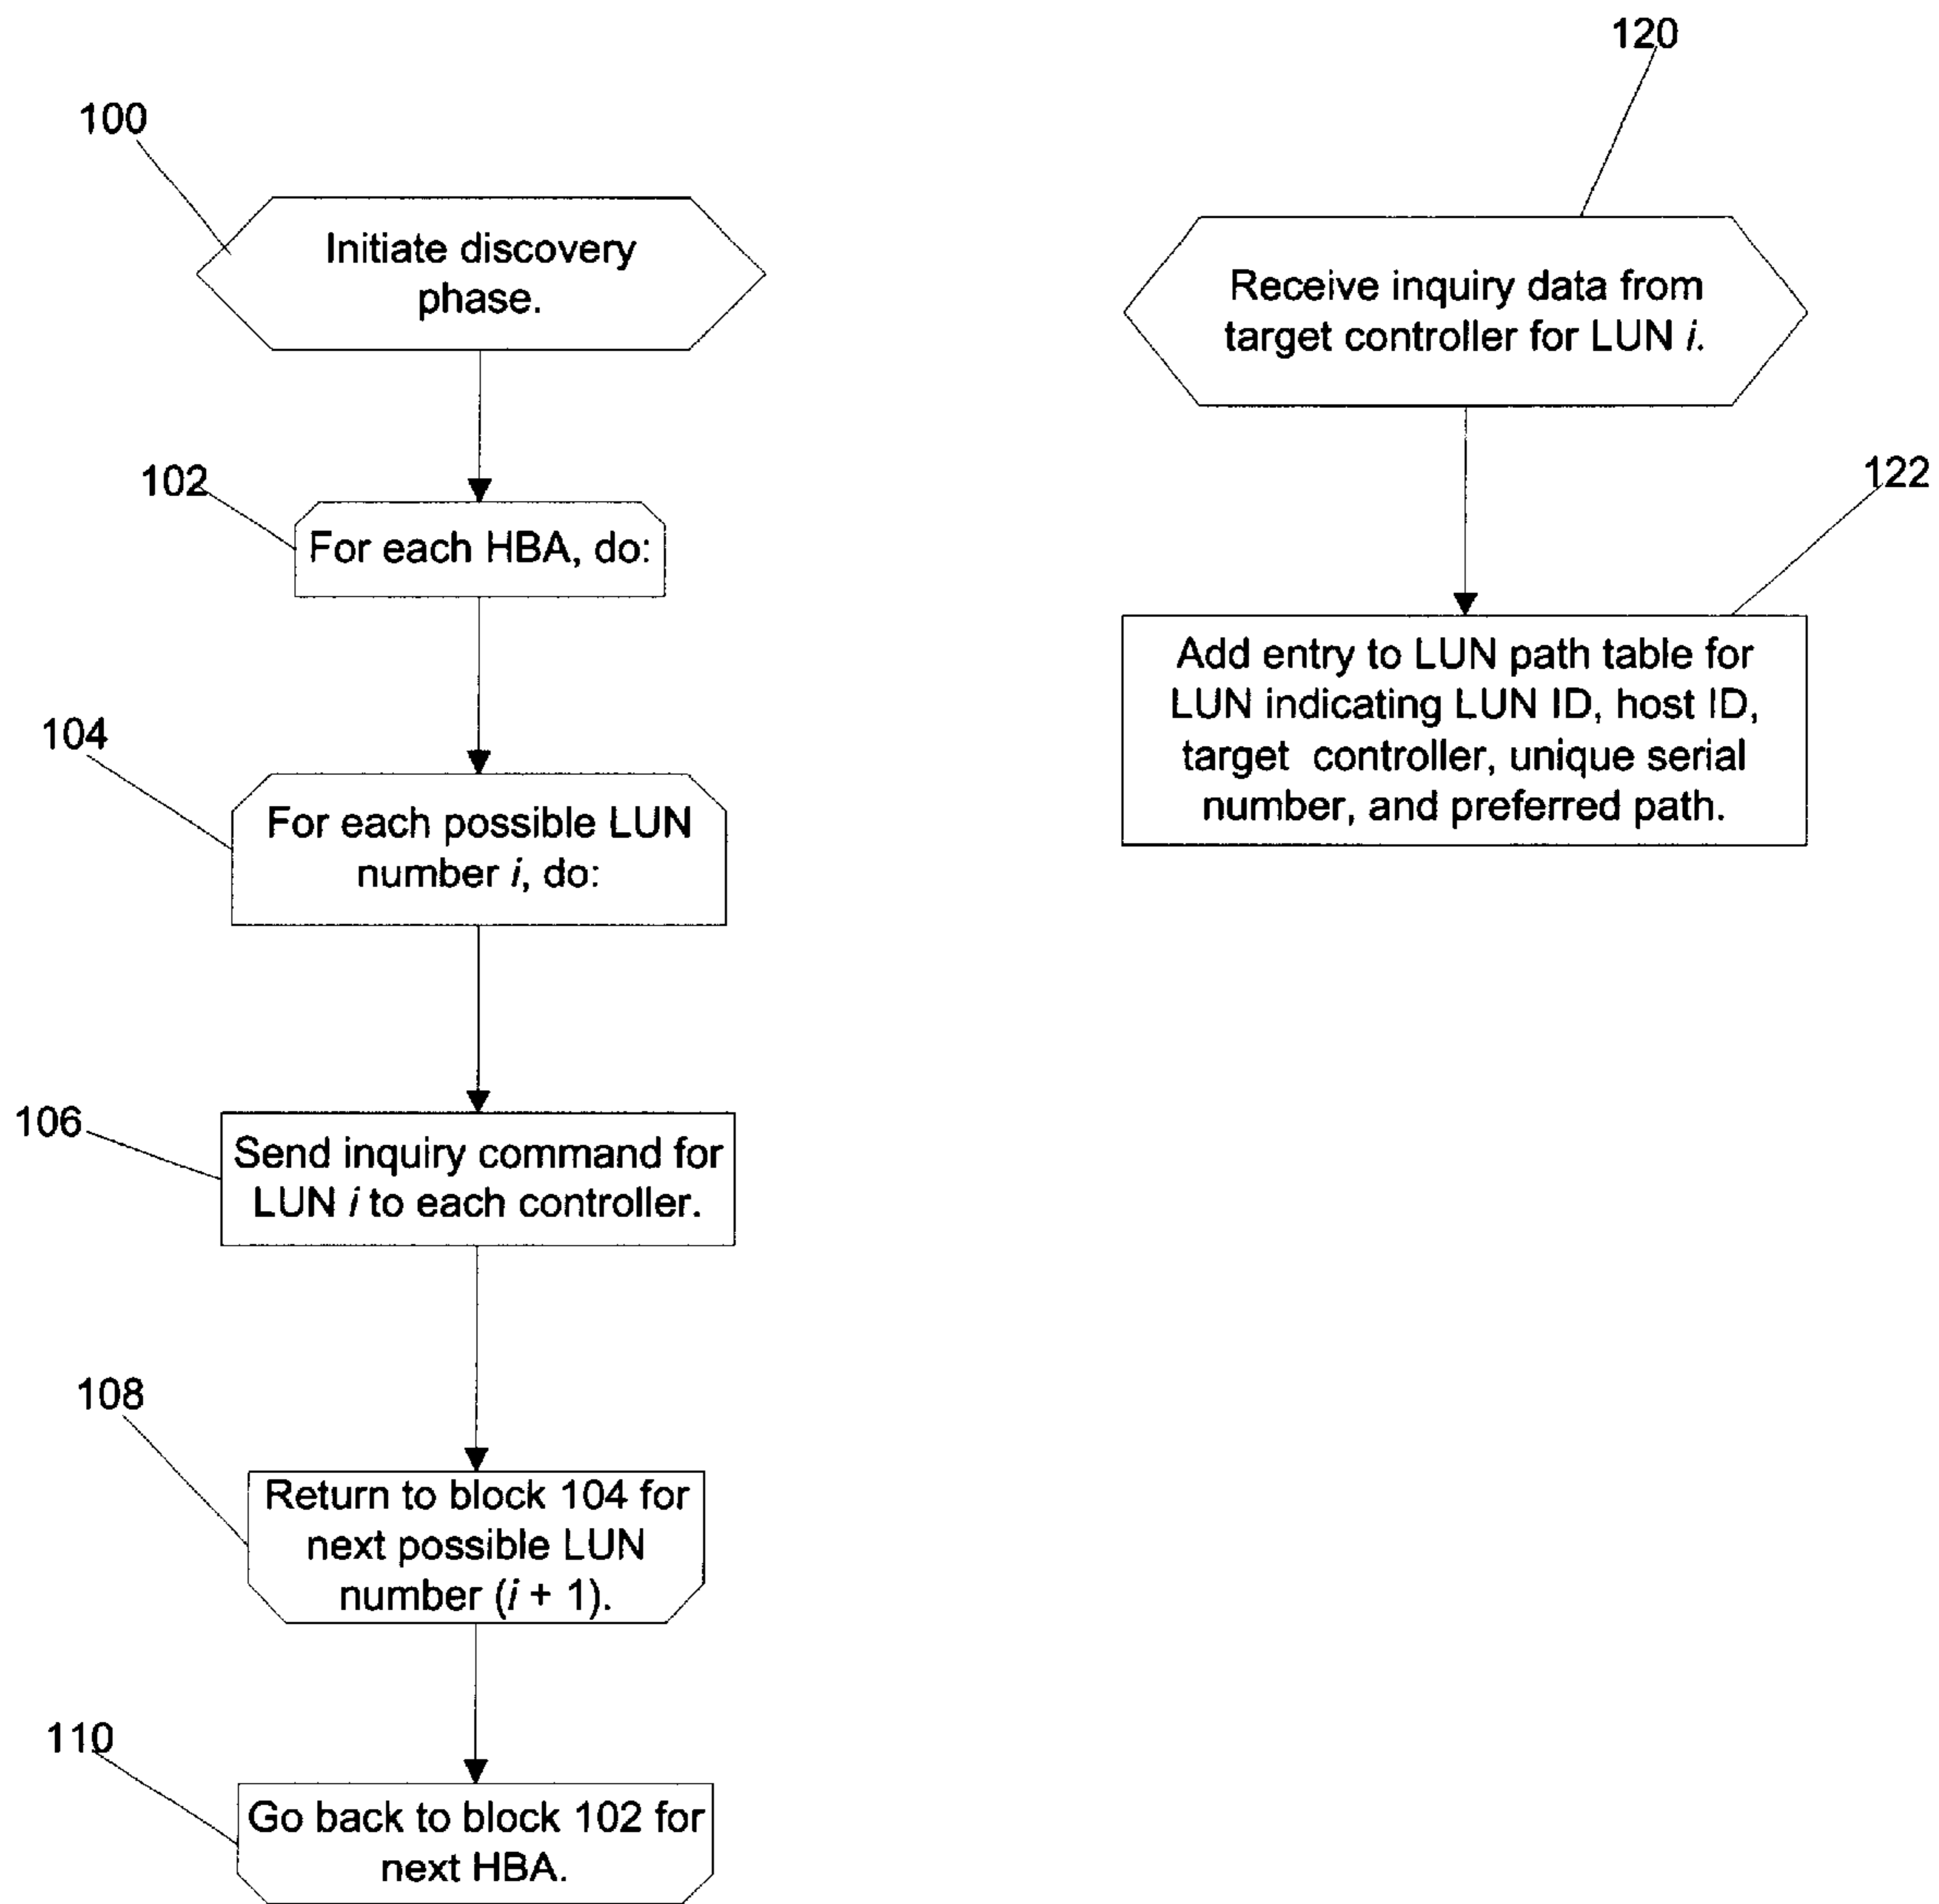 100
Initiate discovery
phase.
102
For each HBA, do:
104
For each possible LUN
number i, do:
106
Send inquiry command for
LUN i to each controller.
108
Return to block 104 for
next possible LUN
number (i + 1).
110
Go back to block 102 for
next HBA.
120
Receive inquiry data from
target controller for LUN i.
122
Add entry to LUN path table for
LUN indicating LUN ID, host ID,
target controller, unique serial
number, and preferred path.